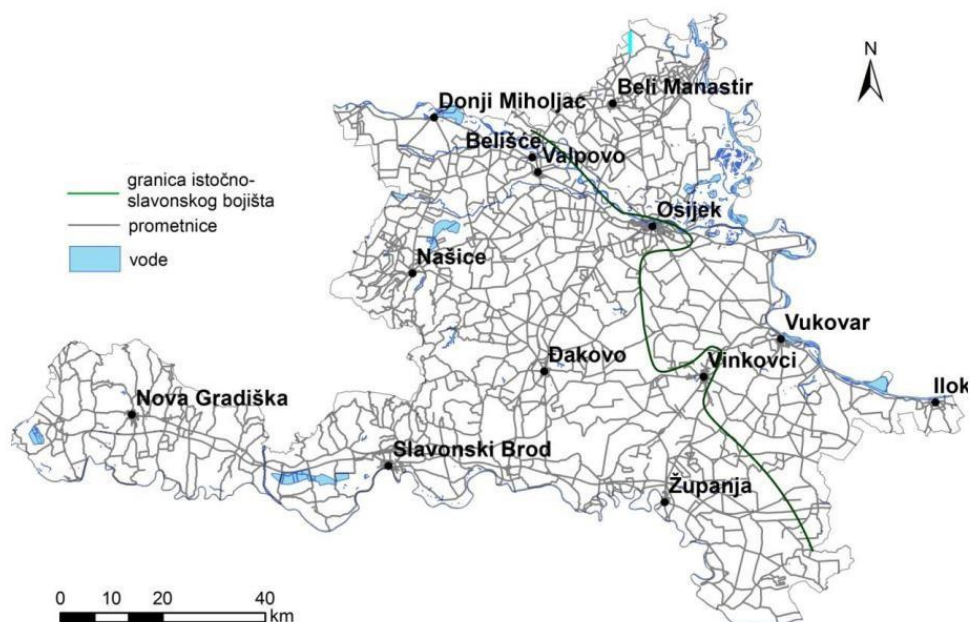 N
Beli Manastir
Donji Miholjac
Belišće
Valpovo
granica istočno-
slavonskog bojišta
prometnice
vode
Osijek
Našice
Vukovar
Đakovo
Vinkovci
Ilok
Nova Gradiška
Slavonski Brod
Županja
0 10 20 40
km